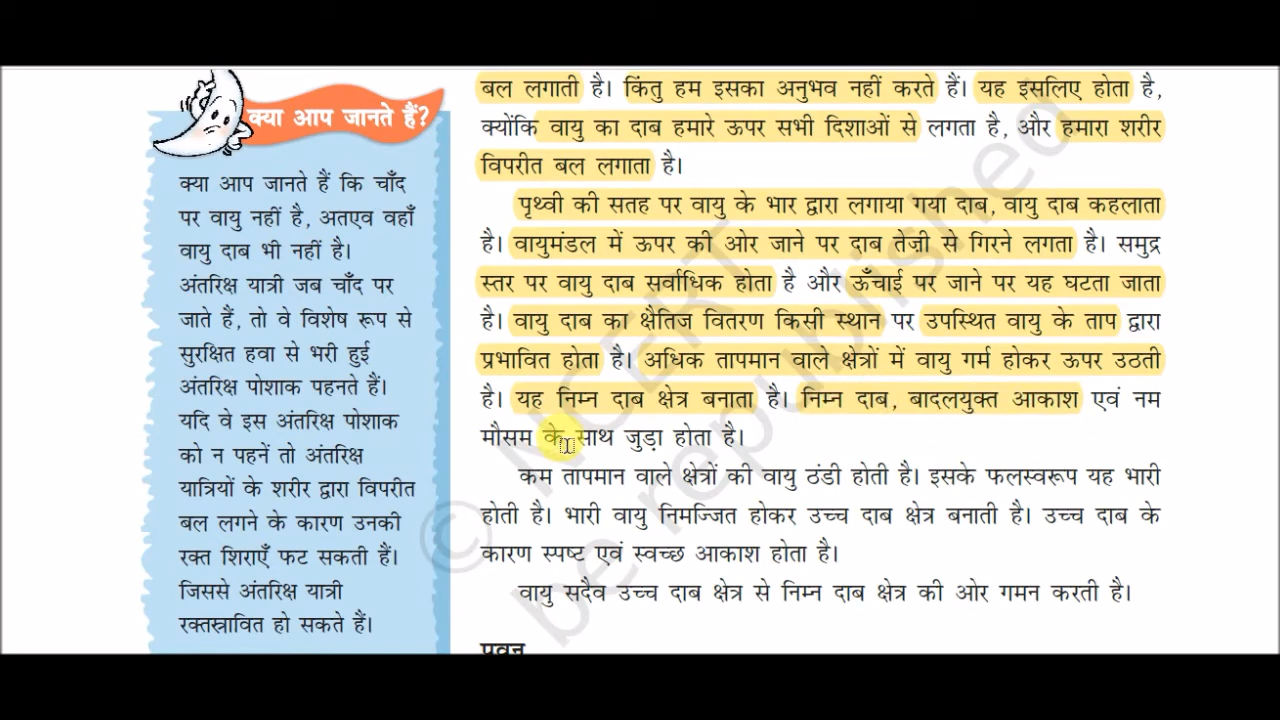 क्या आप जानते हैं?
क्या आप जानते हैं कि चाँद
पर वायु नहीं है, अतएव वहाँ
वायु दाब भी नहीं है।
अंतरिक्ष यात्री जब चाँद पर
जाते हैं, तो वे विशेष रूप से
सुरक्षित हवा से भरी हुई
अंतरिक्ष पोशाक पहनते हैं।
यदि वे इस अंतरिक्ष पोशाक
को न पहनें तो अंतरिक्ष
यात्रियों के शरीर द्वारा विपरीत
बल लगने के कारण उनकी
रक्त शिराएँ फट सकती हैं।
जिससे अंतरिक्ष यात्री
रक्तस्रावित हो सकते हैं।
बल लगाती है। किंतु हम इसका अनुभव नहीं करते हैं। यह इसलिए होता है,
क्योंकि वायु का दाब हमारे ऊपर सभी दिशाओं से लगता है, और हमारा शरीर
विपरीत बल लगाता है।
पृथ्वी की सतह पर वायु के भार द्वारा लगाया गया दाब, वायु दाब कहलाता
है। वायुमंडल में ऊपर की ओर जाने पर दाब तेजी से गिरने लगता है। समुद्र
स्तर पर वायु दाब सर्वाधिक होता है और ऊँचाई पर जाने पर यह घटता जाता
है। वायु दाब का क्षैतिज वितरण किसी स्थान पर उपस्थित वायु के ताप द्वारा
प्रभावित होता है। अधिक तापमान वाले क्षेत्रों में वायु गर्म होकर ऊपर उठती
है। यह निम्न दाब क्षेत्र बनाता है। निम्न दाब, बादलयुक्त आकाश एवं नम
मौसम के साथ जुड़ा होता है।
कम तापमान वाले क्षेत्रों की वायु ठंडी होती है। इसके फलस्वरूप यह भारी
होती है। भारी वायु निमज्जित होकर उच्च दाब क्षेत्र बनाती है। उच्च दाब के
कारण स्पष्ट एवं स्वच्छ आकाश होता है।
वायु सदैव उच्च दाब क्षेत्र से निम्न दाब क्षेत्र की ओर गमन करती है।
पवन
© NCERT
be republished